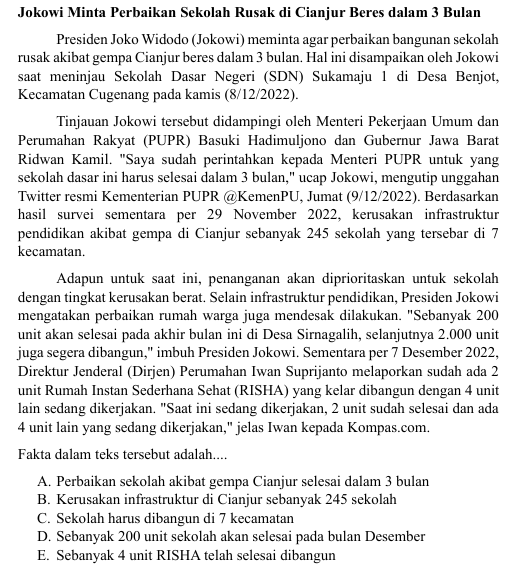 Jokowi Minta Perbaikan Sekolah Rusak di Cianjur Beres dalam 3 Bulan
Presiden Joko Widodo (Jokowi) meminta agar perbaikan bangunan sekolah
rusak akibat gempa Cianjur beres dalam 3 bulan. Hal ini disampaikan oleh Jokowi
saat meninjau Sekolah Dasar Negeri (SDN) Sukamaju 1 di Desa Benjot,
Kecamatan Cugenang pada kamis (8/12/2022).
Tinjauan Jokowi tersebut didampingi oleh Menteri Pekerjaan Umum dan
Perumahan Rakyat (PUPR) Basuki Hadimuljono dan Gubernur Jawa Barat
Ridwan Kamil. "Saya sudah perintahkan kepada Menteri PUPR untuk yang
sekolah dasar ini harus selesai dalam 3 bulan," ucap Jokowi, mengutip unggahan
Twitter resmi Kementerian PUPR @KemenPU, Jumat (9/12/2022). Berdasarkan
hasil survei sementara per 29 November 2022, kerusakan infrastruktur
pendidikan akibat gempa di Cianjur sebanyak 245 sekolah yang tersebar di 7
kecamatan.
Adapun untuk saat ini, penanganan akan diprioritaskan untuk sekolah
dengan tingkat kerusakan berat. Selain infrastruktur pendidikan, Presiden Jokowi
mengatakan perbaikan rumah warga juga mendesak dilakukan. "Sebanyak 200
unit akan selesai pada akhir bulan ini di Desa Sirnagalih, selanjutnya 2.000 unit
juga segera dibangun," imbuh Presiden Jokowi. Sementara per 7 Desember 2022,
Direktur Jenderal (Dirjen) Perumahan Iwan Suprijanto melaporkan sudah ada 2
unit Rumah Instan Sederhana Sehat (RISHA) yang kelar dibangun dengan 4 unit
lain sedang dikerjakan. "Saat ini sedang dikerjakan, 2 unit sudah selesai dan ada
4 unit lain yang sedang dikerjakan," jelas Iwan kepada Kompas.com.
Fakta dalam teks tersebut adalah....
A. Perbaikan sekolah akibat gempa Cianjur selesai dalam 3 bulan
B. Kerusakan infrastruktur di Cianjur sebanyak 245 sekolah
C. Sekolah harus dibangun di 7 kecamatan
D. Sebanyak 200 unit sekolah akan selesai pada bulan Desember
E. Sebanyak 4 unit RISHA telah selesai dibangun